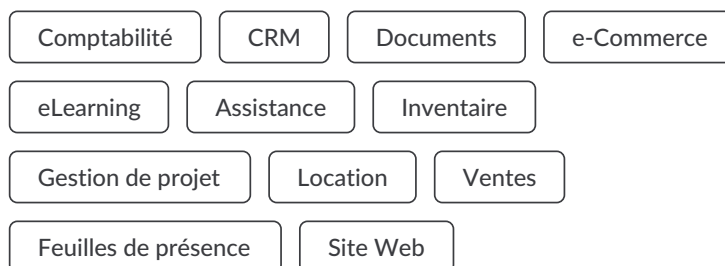 Comptabilité CRM Documents e-Commerce
eLearning Assistance Inventaire
Gestion de projet Location Ventes
Feuilles de présence Site Web